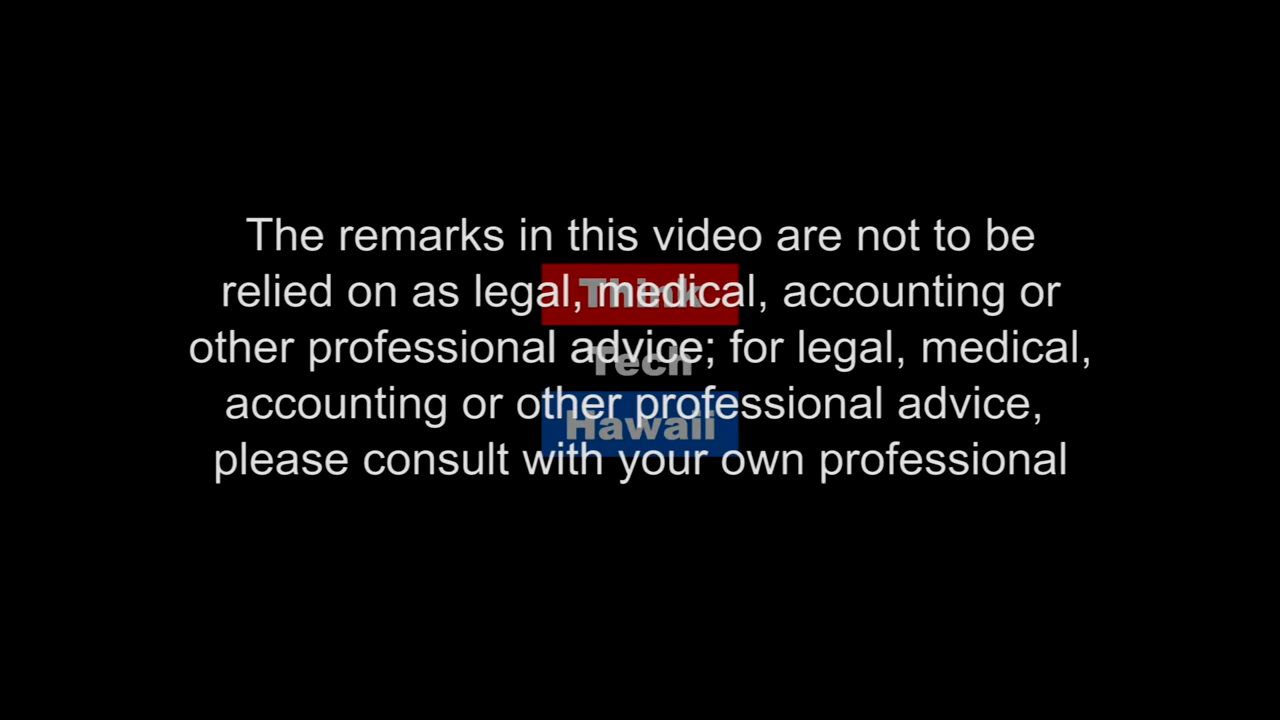 The remarks in this video are not to be
relied on as legal, medical, accounting or
other professional advice; for legal, medical,
accounting or other professional advice,
please consult with your own professional
Think
Tech
Hawaii